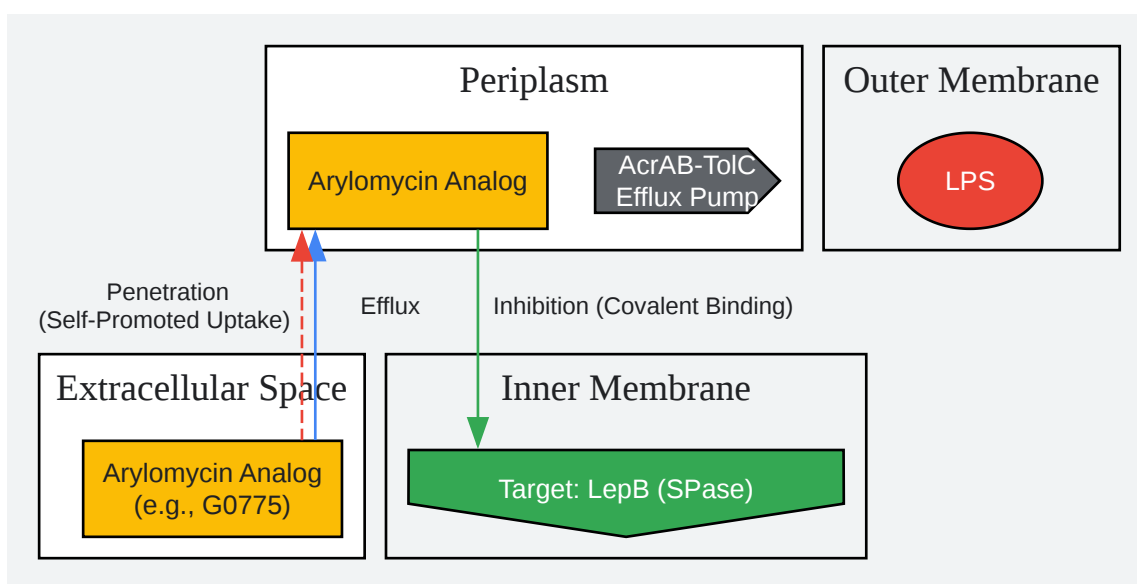 Periplasm
Outer Membrane
Arylomycin Analog
AcrAB-TolC
Efflux Pump
LPS
Penetration
(Self-Promoted Uptake)
Efflux
Inhibition (Covalent Binding)
Extracellular Space
Inner Membrane
Arylomycin Analog
(e.g., G0775)
Target: LepB (SPase)